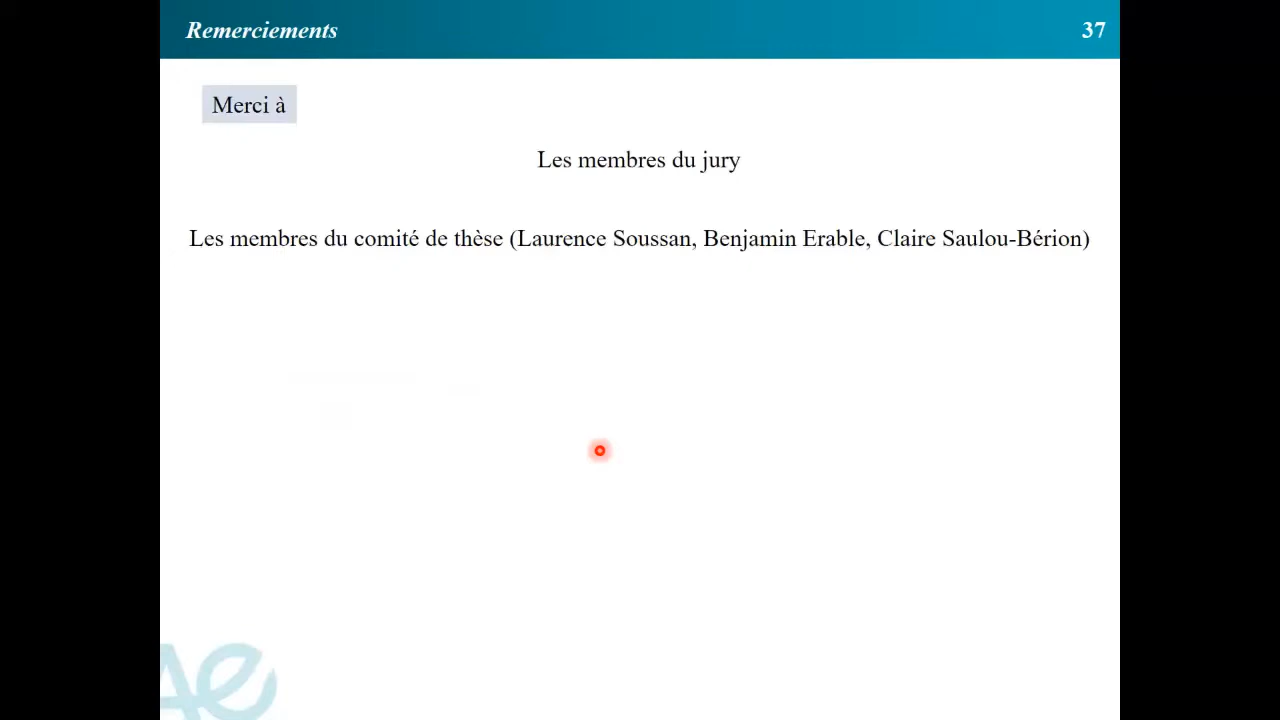 Remerciements
37
Merci à
Les membres du jury
Les membres du comité de thèse (Laurence Soussan, Benjamin Erable, Claire Saulou-Bérion)